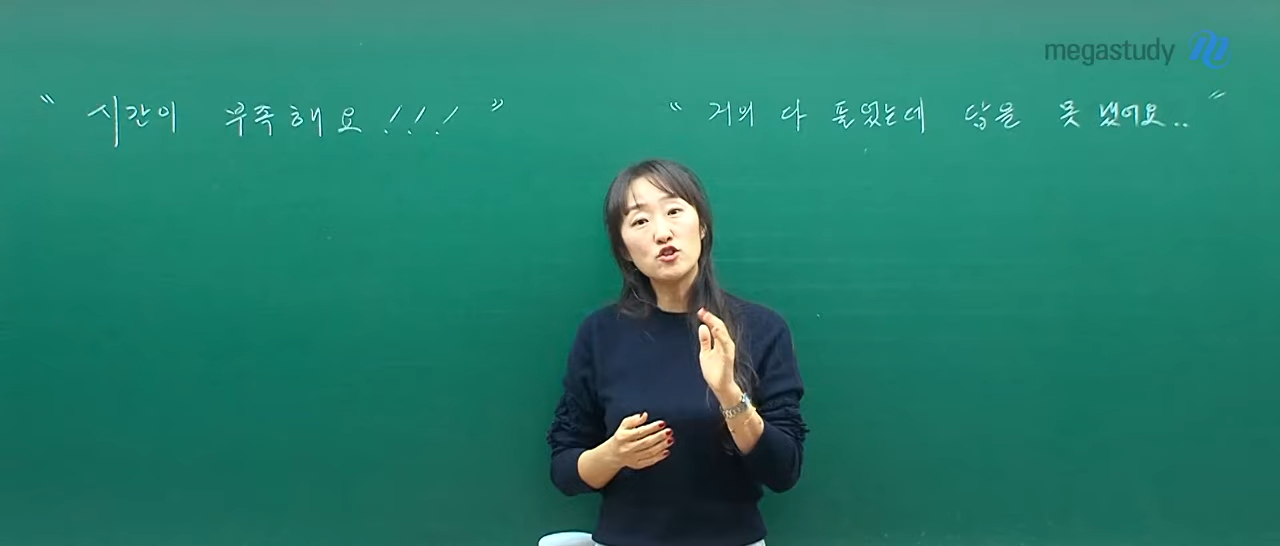 megastudy
“ 시간이 부족해요!!! ”
“ 거의 다 풀었는데 답을 못 냈어요.. ”